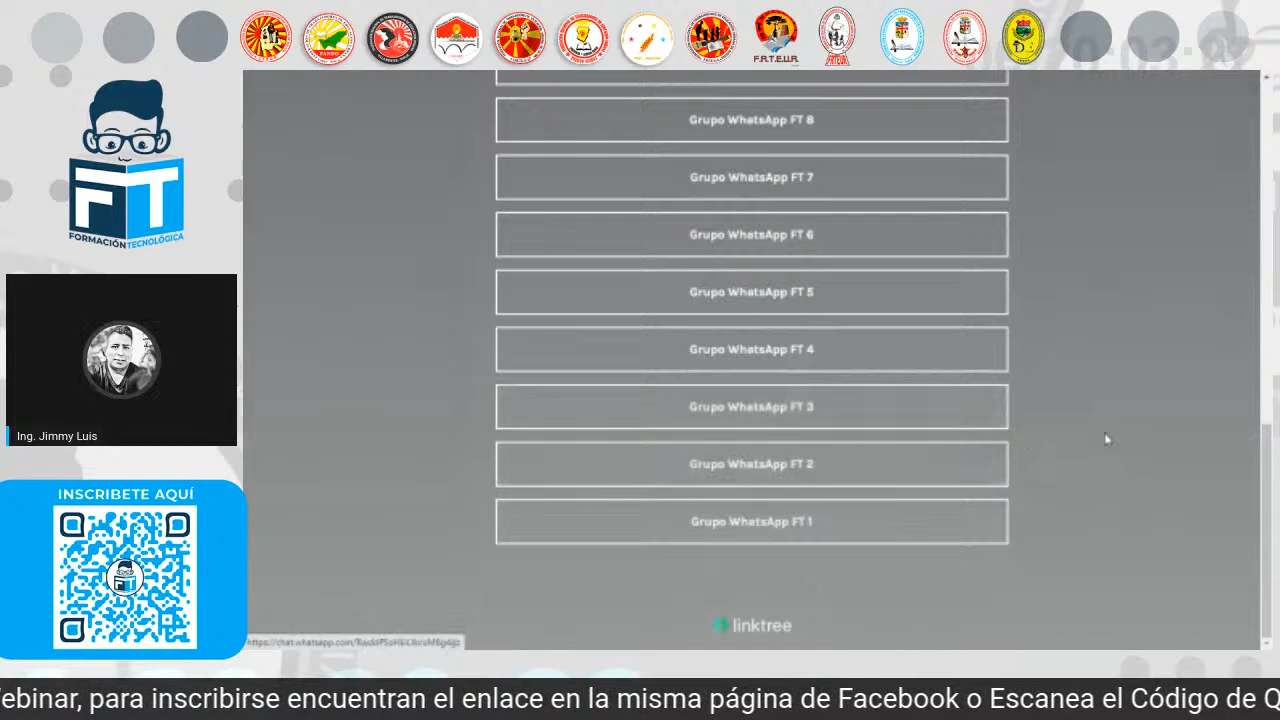 F.R.T.E.U.R.
FT
FORMACIÓN TECNOLÓGICA
Ing. Jimmy Luis
INSCRIBETE AQUÍ
Grupo WhatsApp FT 8
Grupo WhatsApp FT 7
Grupo WhatsApp FT 6
Grupo WhatsApp FT 5
Grupo WhatsApp FT 4
Grupo WhatsApp FT 3
Grupo WhatsApp FT 2
Grupo WhatsApp FT 1
linktree
ebinar, para inscribirse encuentran el enlace en la misma página de Facebook o Escanea el Código de Q